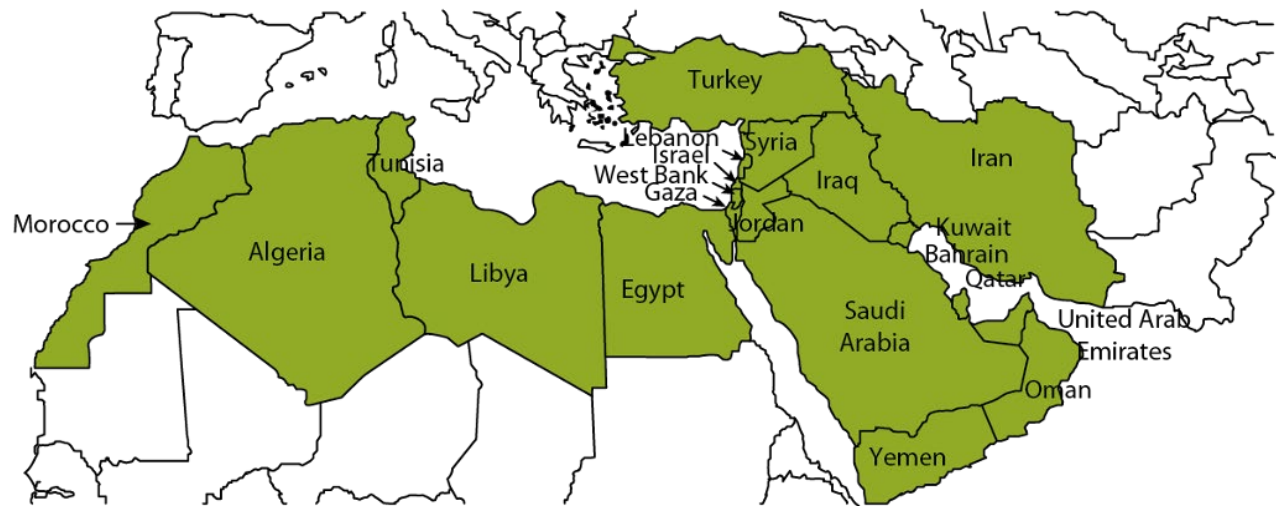 Turkey
Lebanon
Syria
Israel
Iran
Tunisia
West Bank
Iraq
Gaza
Morocco
Jordan
Kuwait
Algeria
Bahrain
Libya
Qatar
Egypt
Saudi
Arabia
United Arab
Emirates
Oman
Yemen